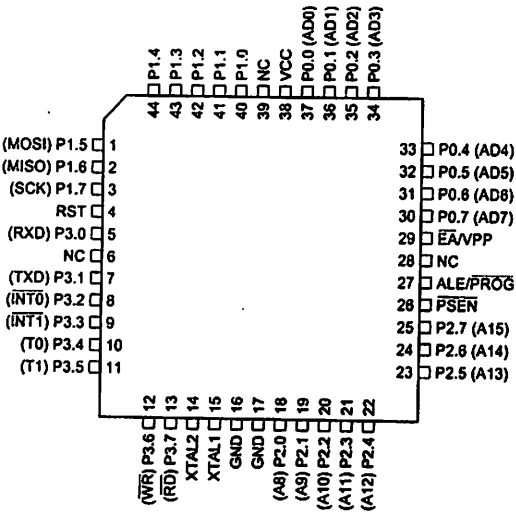 P1.4
P1.3
P1.2
P1.1
P1.0
NC
VCC
P0.0 (AD0)
P0.1 (AD1)
P0.2 (AD2)
P0.3 (AD3)
44
43
42
41
40
39
38
37
36
35
34
(MOSI) P1.5 1
(MISO) P1.6 2
(SCK) P1.7 3
RST 4
(RXD) P3.0 5
NC 6
(TXD) P3.1 7
(INT0) P3.2 8
(INT1) P3.3 9
(T0) P3.4 10
(T1) P3.5 11
33 P0.4 (AD4)
32 P0.5 (AD5)
31 P0.6 (AD6)
30 P0.7 (AD7)
29 EA/VPP
28 NC
27 ALE/PROG
26 PSEN
25 P2.7 (A15)
24 P2.6 (A14)
23 P2.5 (A13)
12
13
14
15
16
17
18
19
20
21
22
(WR) P3.6
(RD) P3.7
XTAL2
XTAL1
GND
GND
(A8) P2.0
(A9) P2.1
(A10) P2.2
(A11) P2.3
(A12) P2.4